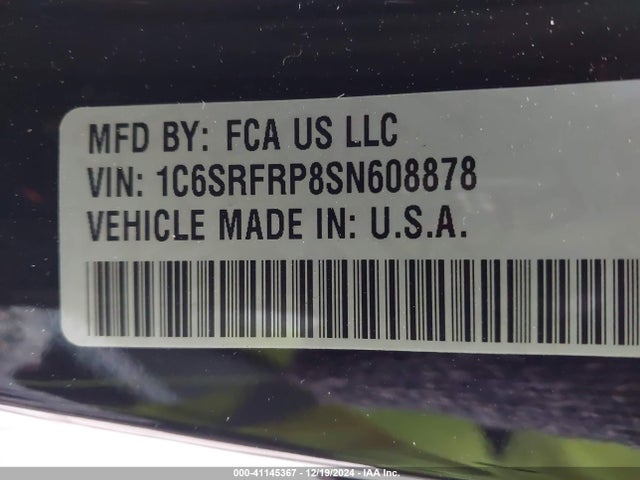 MFD BY: FCA US LLC
VIN: 1C6SRFRP8SN608878
VEHICLE MADE IN: U.S.A.
000-41145367 - 12/19/2024 - IAA Inc.